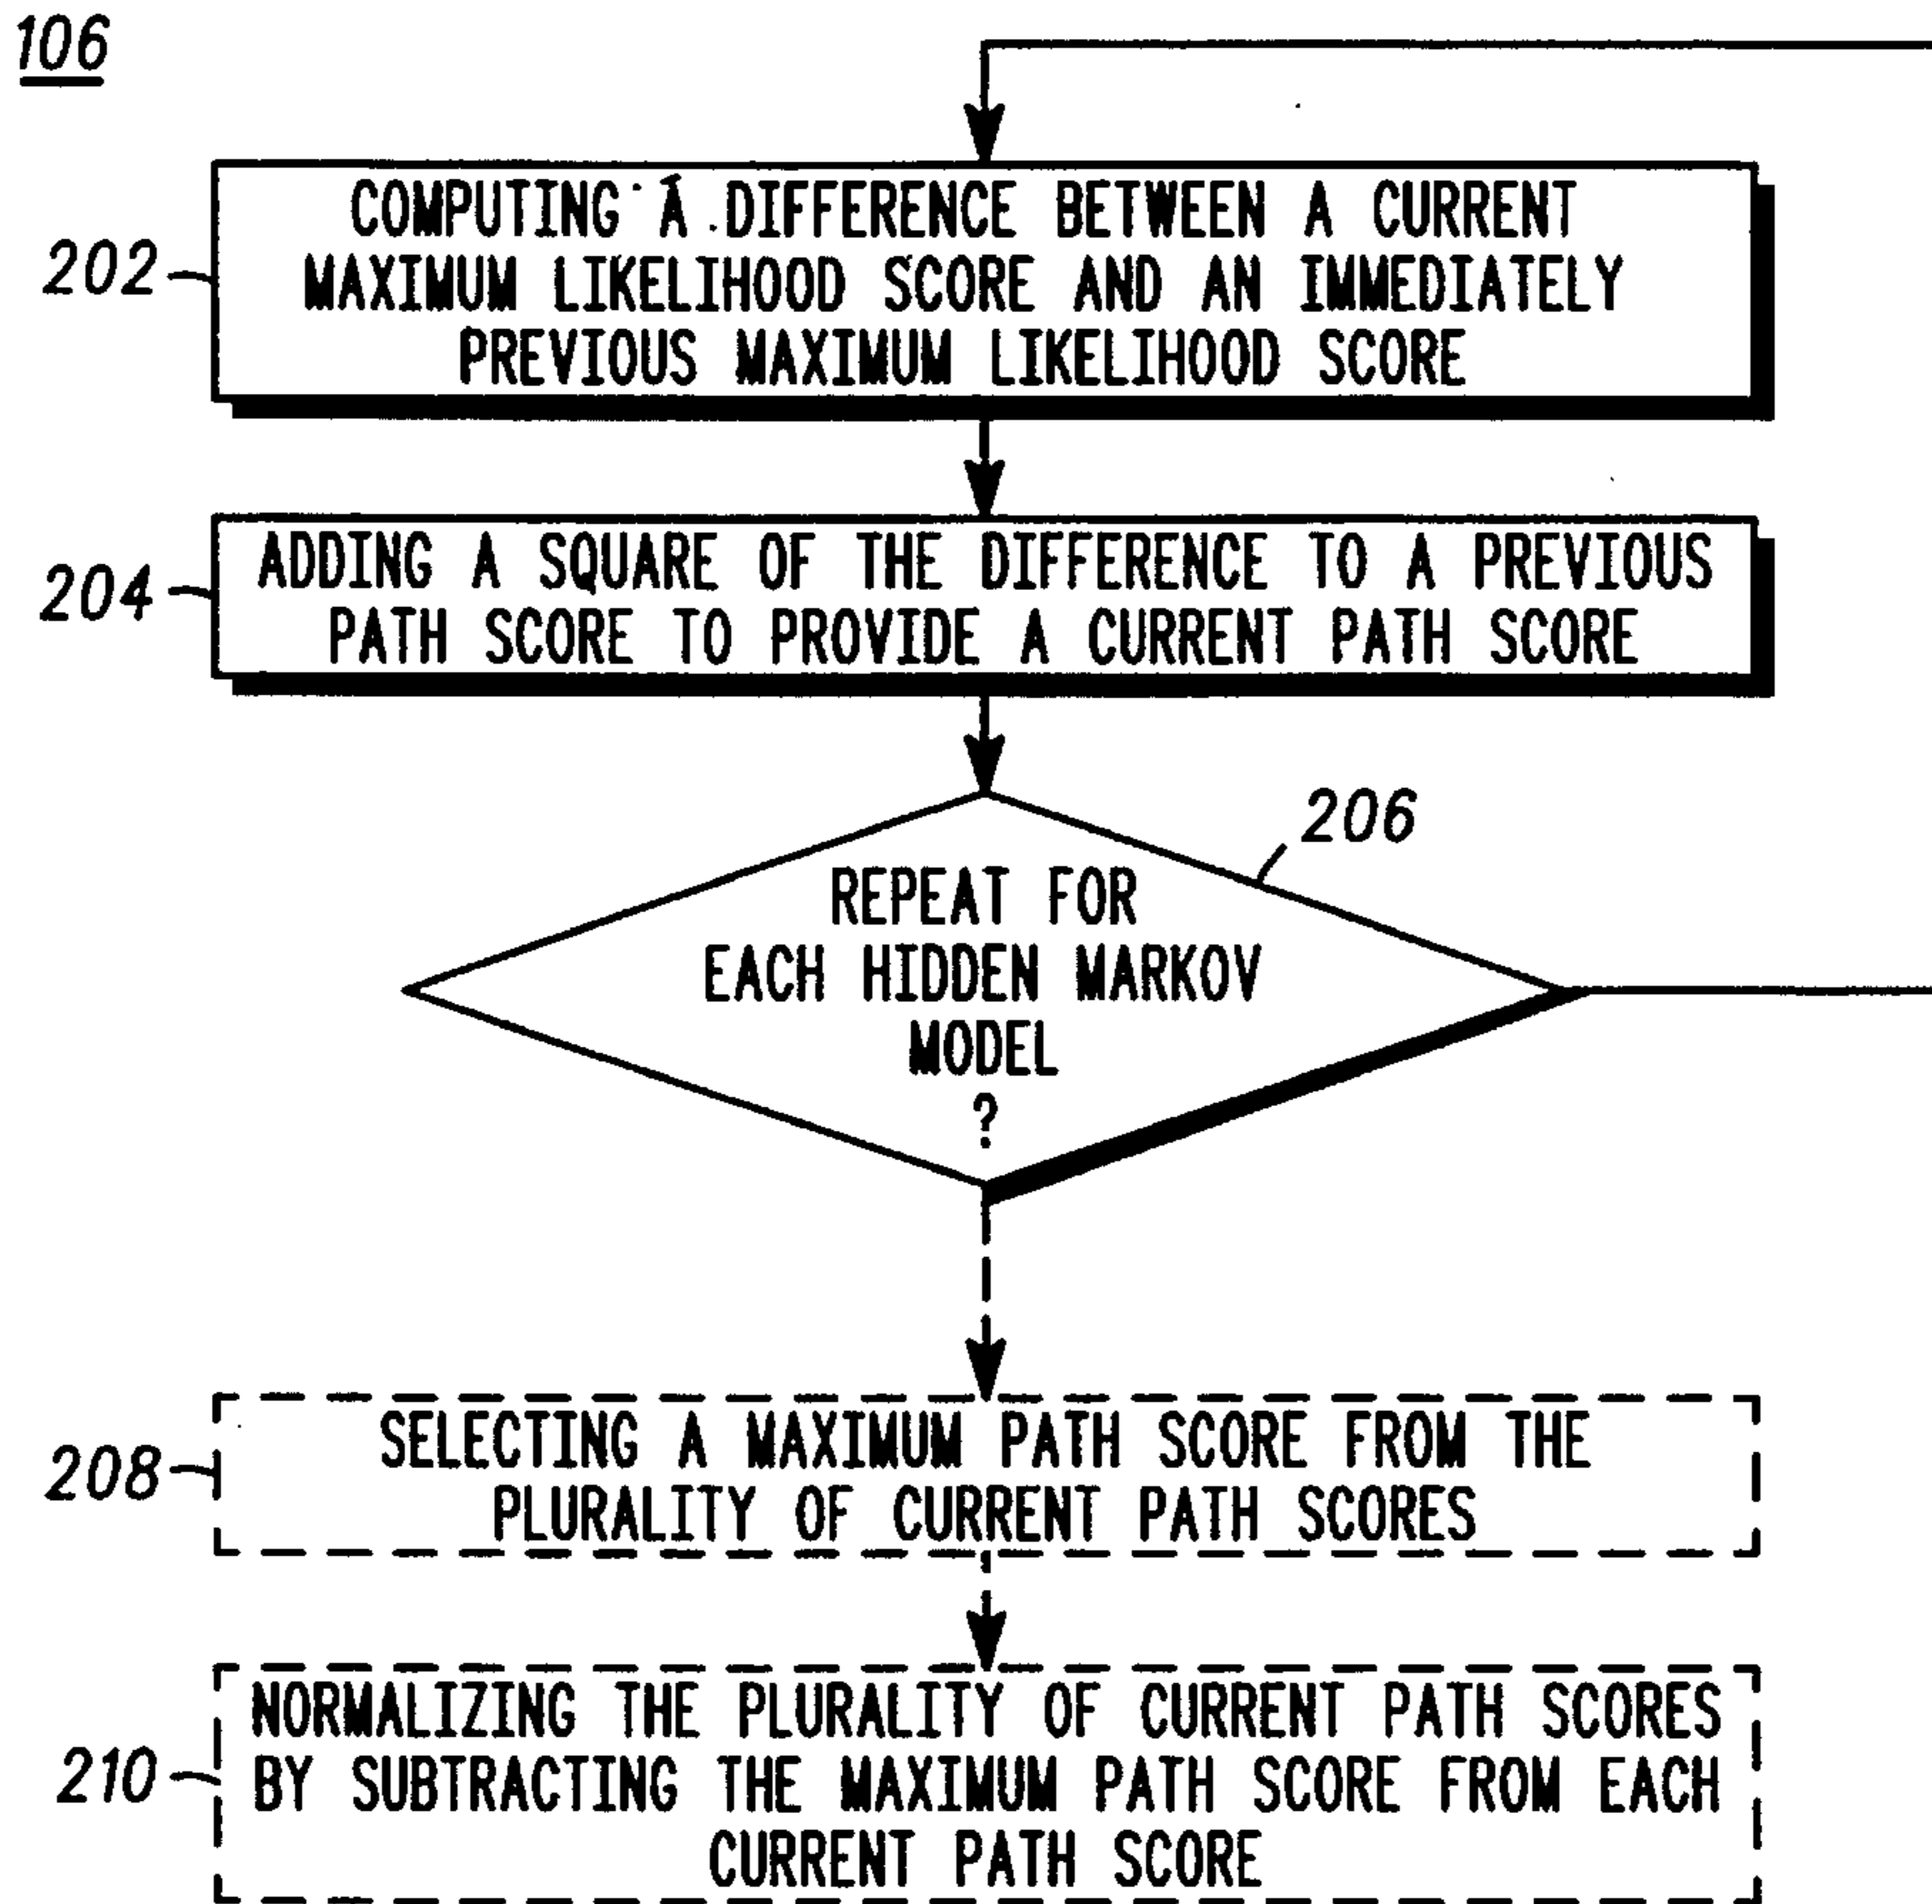 106
COMPUTING A DIFFERENCE BETWEEN A CURRENT
MAXIMUM LIKELIHOOD SCORE AND AN IMMEDIATELY
PREVIOUS MAXIMUM LIKELIHOOD SCORE
202
ADDING A SQUARE OF THE DIFFERENCE TO A PREVIOUS
PATH SCORE TO PROVIDE A CURRENT PATH SCORE
204
206
REPEAT FOR
EACH HIDDEN MARKOV
MODEL
?
SELECTING A MAXIMUM PATH SCORE FROM THE
PLURALITY OF CURRENT PATH SCORES
208
NORMALIZING THE PLURALITY OF CURRENT PATH SCORES
BY SUBTRACTING THE MAXIMUM PATH SCORE FROM EACH
CURRENT PATH SCORE
210